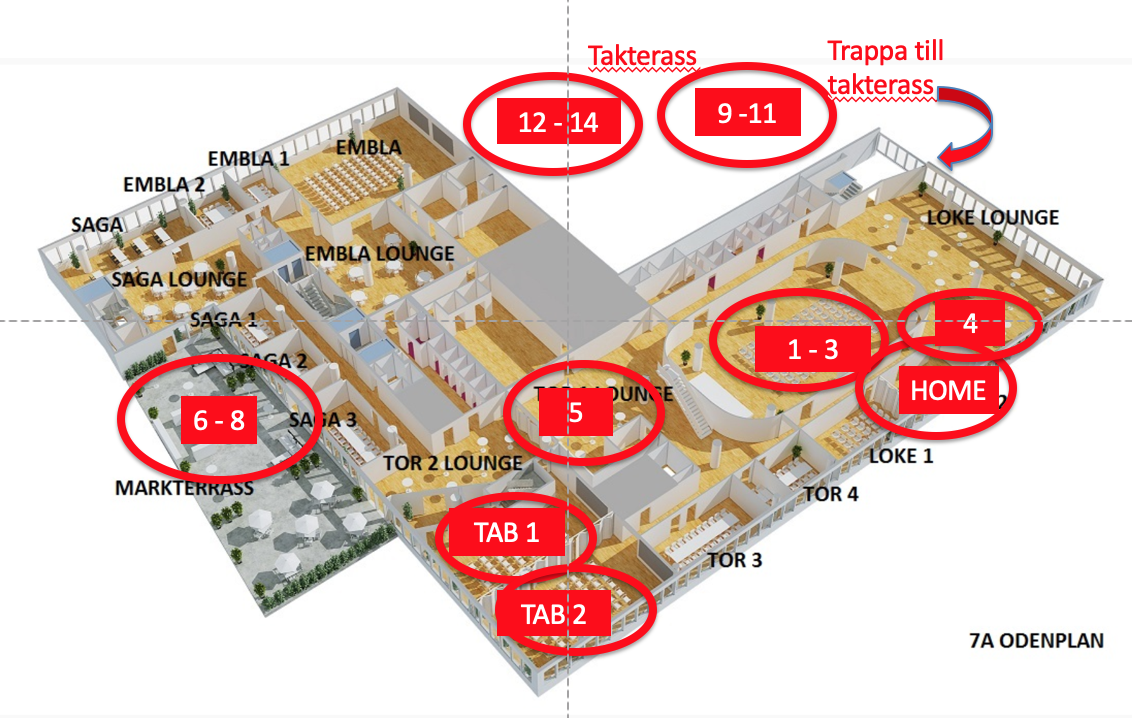 Takterass
Trappa till
takterass
12 - 14
9 -11
EMBLA
EMBLA 1
EMBLA 2
SAGA
LOKE LOUNGE
EMBLA LOUNGE
SAGA LOUNGE
SAGA 1
4
1 - 3
SAGA 2
HOME
2
LOUNGE
5
6 - 8
SAGA 3
LOKE 1
TOR 2 LOUNGE
MARKTERRASS
TOR 4
TAB 1
TOR 3
TAB 2
7A ODENPLAN